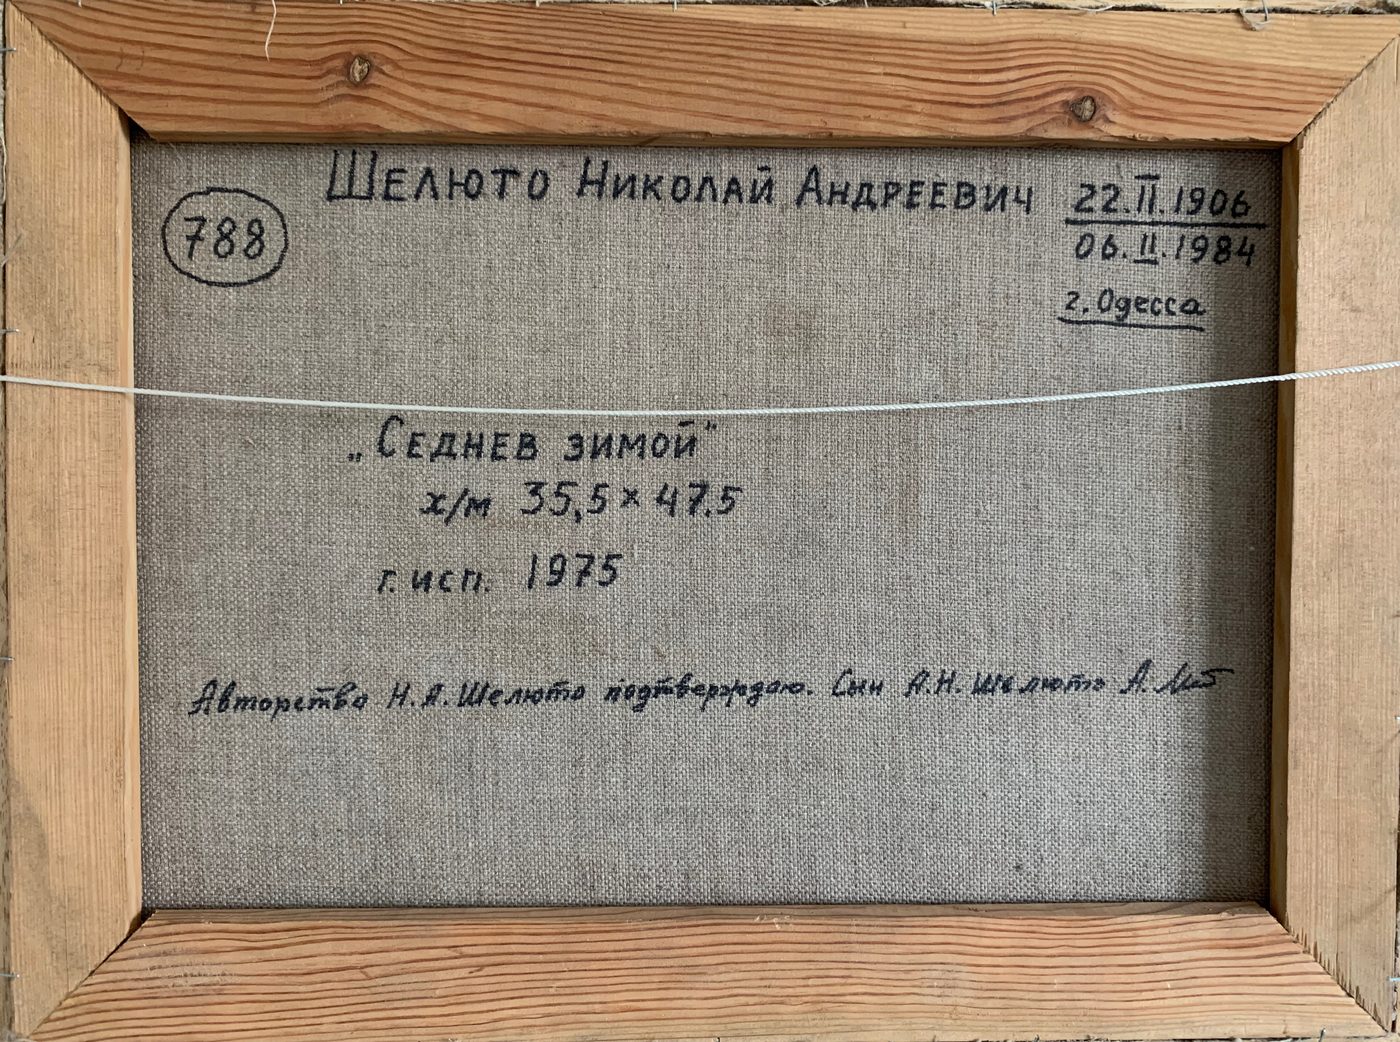 Шелюто Николай Андреевич 22.II.1906
788
06.II.1984
г. Одесса
„Седнев зимой"
х/м 35,5 x 47.5
г. исп. 1975
Авторство Н. А. Шелюто подтверждаю. Сын А.Н. Шелюто А.